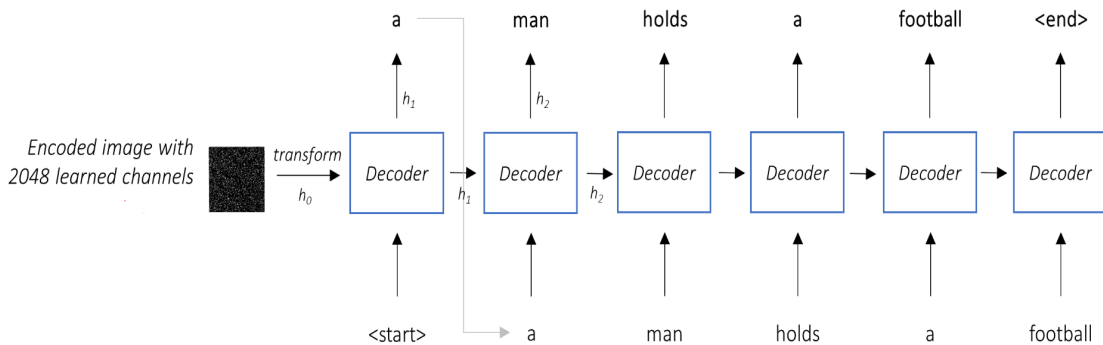 a man holds a football <end>
h1 h2
Encoded image with
2048 learned channels
transform
h0
Decoder Decoder Decoder Decoder Decoder Decoder
h1 h2
<start> a man holds a football